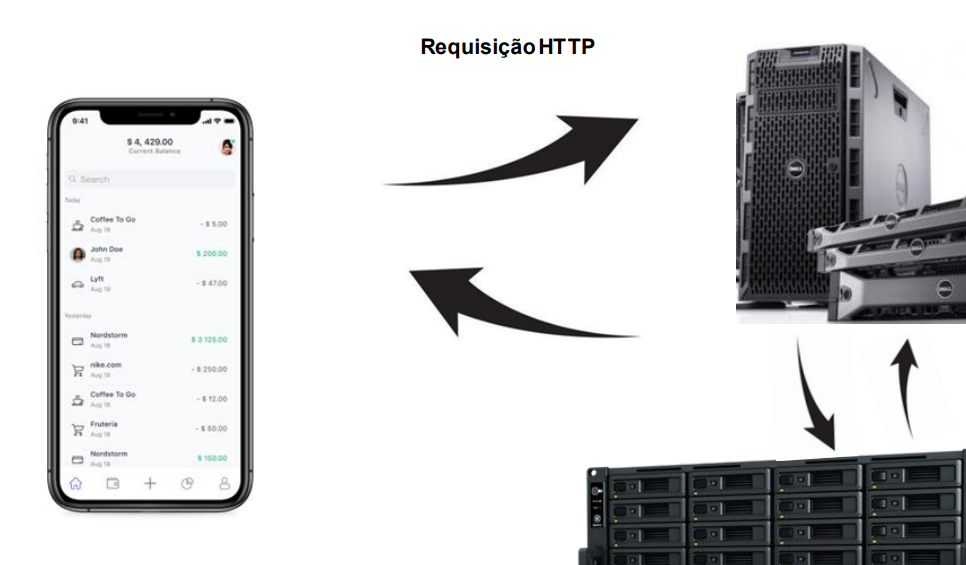 Requisição HTTP
9:41
$ 4, 429.00
Current Balance
Search
Today
Coffee To Go
Aug 19
- $ 5.00
John Doe
Aug 19
$ 200.00
Lyft
Aug 19
- $ 47.00
Yesterday
Nordstorm
Aug 18
$ 3 125.00
nike.com
Aug 18
- $ 250.00
Coffee To Go
Aug 18
- $ 12.00
Fruteria
Aug 18
- $ 50.00
Nordstorm
Aug 18
$ 150.00
DELL
DELL
DELL
DELL